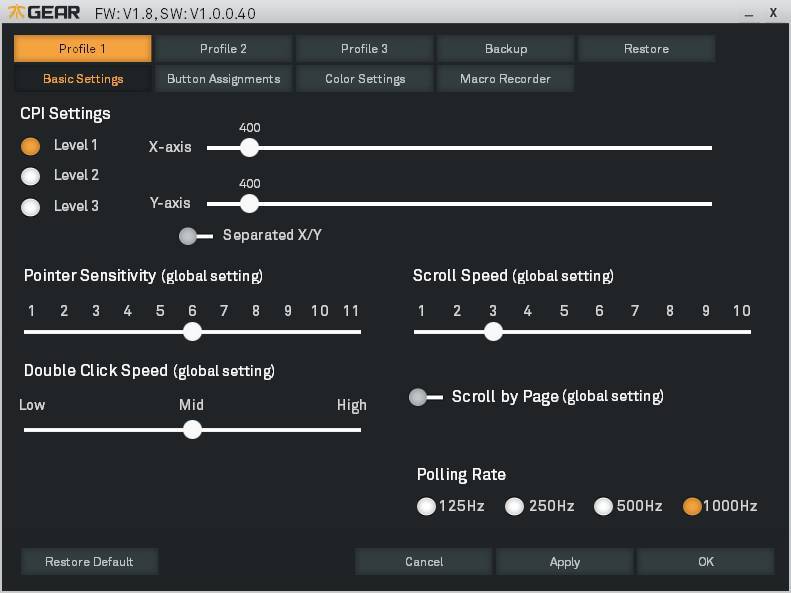 GEAR FW: V1.8, SW: V1.0.0.40 _ X
Profile 1 Profile 2 Profile 3 Backup Restore
Basic Settings Button Assignments Color Settings Macro Recorder
CPI Settings
400
Level 1 X-axis
Level 2
400
Level 3 Y-axis
Separated X/Y
Pointer Sensitivity (global setting) Scroll Speed (global setting)
1 2 3 4 5 6 7 8 9 10 11 1 2 3 4 5 6 7 8 9 10
Double Click Speed (global setting)
Scroll by Page (global setting)
Low Mid High
Polling Rate
125Hz 250Hz 500Hz 1000Hz
Restore Default Cancel Apply OK